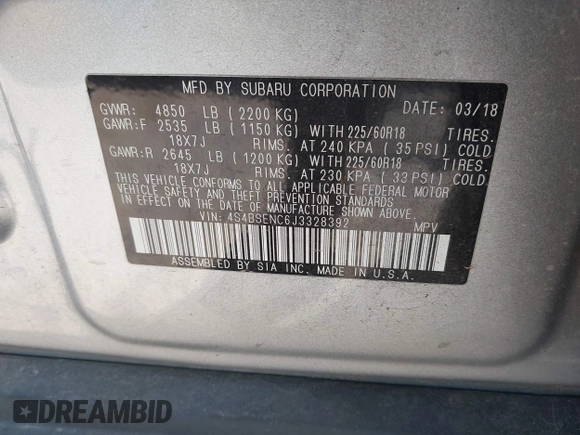 MFD BY SUBARU CORPORATION
GVWR: 4850 LB ( 2200 KG) DATE: 03/18
GAWR:F 2535 LB ( 1150 KG) WITH 225/60R18 TIRES.
18X7J RIMS. AT 240 KPA ( 35 PSI) COLD
GAWR:R 2645 LB ( 1200 KG) WITH 225/60R18 TIRES.
18X7J RIMS. AT 230 KPA ( 33 PSI) COLD
THIS VEHICLE CONFORMS TO ALL APPLICABLE FEDERAL MOTOR
VEHICLE SAFETY AND THEFT PREVENTION STANDARDS
IN EFFECT ON THE DATE OF MANUFACTURE SHOWN ABOVE.
VIN: 4S4BSENC6J3328392 MPV
ASSEMBLED BY SIA INC. MADE IN U.S.A.
DREAMBID